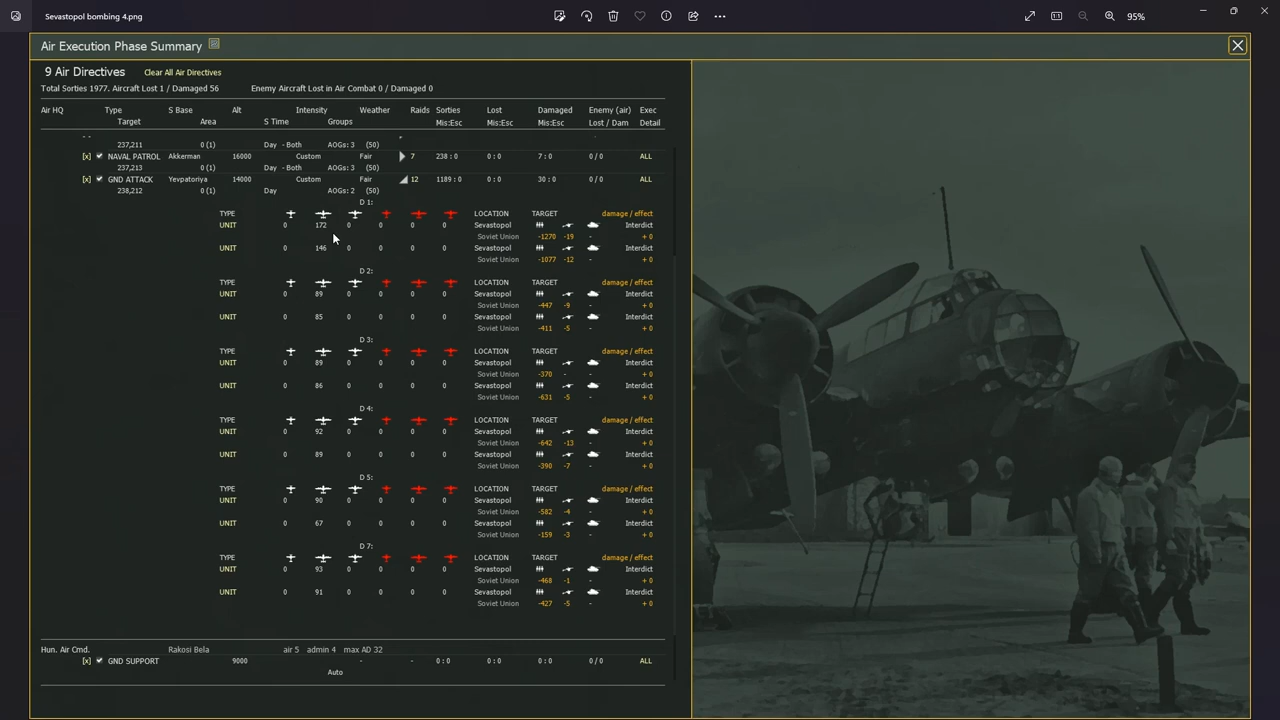 Sevastopol bombing 4.png
95%
Air Execution Phase Summary
9 Air Directives Clear All Air Directives
Total Sorties 1977. Aircraft Lost 1 / Damaged 56 Enemy Aircraft Lost in Air Combat 0 / Damaged 0
Air HQ Type S Base Alt Intensity Weather Raids Sorties Lost Damaged Enemy (air) Exec
Target Area S Time Groups Mis:Esc Mis:Esc Mis:Esc Lost / Dam Detail
237,211 0 (1) Day - Both AOGs: 3 (50)
[x] NAVAL PATROL Akkerman 16000 Custom Fair 7 238 : 0 0 : 0 7 : 0 0 / 0 ALL
237,213 0 (1) Day - Both AOGs: 3 (50)
[x] GND ATTACK Yevpatoriya 14000 Custom Fair 12 1189 : 0 0 : 0 30 : 0 0 / 0 ALL
238,212 0 (1) Day AOGs: 2 (50)
D 1:
TYPE LOCATION TARGET damage / effect
UNIT 0 172 0 0 0 0 Sevastopol Interdict
Soviet Union -1270 -19 - + 0
UNIT 0 146 0 0 0 0 Sevastopol Interdict
Soviet Union -1077 -12 - + 0
D 2:
TYPE LOCATION TARGET damage / effect
UNIT 0 89 0 0 0 0 Sevastopol Interdict
Soviet Union -447 -9 - + 0
UNIT 0 85 0 0 0 0 Sevastopol Interdict
Soviet Union -411 -5 - + 0
D 3:
TYPE LOCATION TARGET damage / effect
UNIT 0 89 0 0 0 0 Sevastopol Interdict
Soviet Union -370 - - + 0
UNIT 0 86 0 0 0 0 Sevastopol Interdict
Soviet Union -631 -5 - + 0
D 4:
TYPE LOCATION TARGET damage / effect
UNIT 0 92 0 0 0 0 Sevastopol Interdict
Soviet Union -642 -13 - + 0
UNIT 0 89 0 0 0 0 Sevastopol Interdict
Soviet Union -390 -7 - + 0
D 5:
TYPE LOCATION TARGET damage / effect
UNIT 0 90 0 0 0 0 Sevastopol Interdict
Soviet Union -582 -4 - + 0
UNIT 0 67 0 0 0 0 Sevastopol Interdict
Soviet Union -159 -3 - + 0
D 7:
TYPE LOCATION TARGET damage / effect
UNIT 0 93 0 0 0 0 Sevastopol Interdict
Soviet Union -468 -1 - + 0
UNIT 0 91 0 0 0 0 Sevastopol Interdict
Soviet Union -427 -5 - + 0
Hun. Air Cmd. Rakosi Bela air 5 admin 4 max AD 32
[x] GND SUPPORT 9000 - - 0 : 0 0 : 0 0 : 0 0 / 0 ALL
Auto